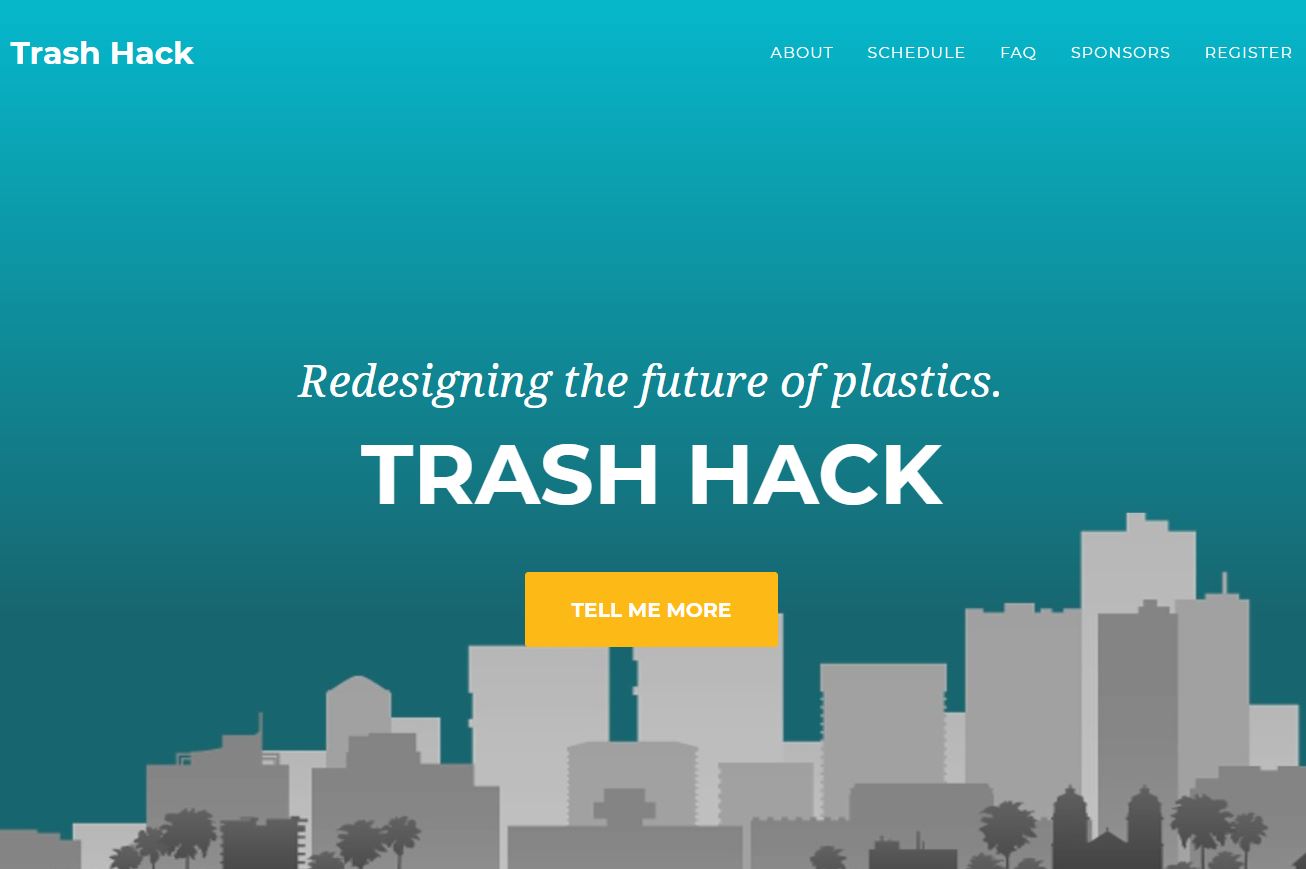 Trash Hack
ABOUT SCHEDULE FAQ SPONSORS REGISTER
Redesigning the future of plastics.
TRASH HACK
TELL ME MORE